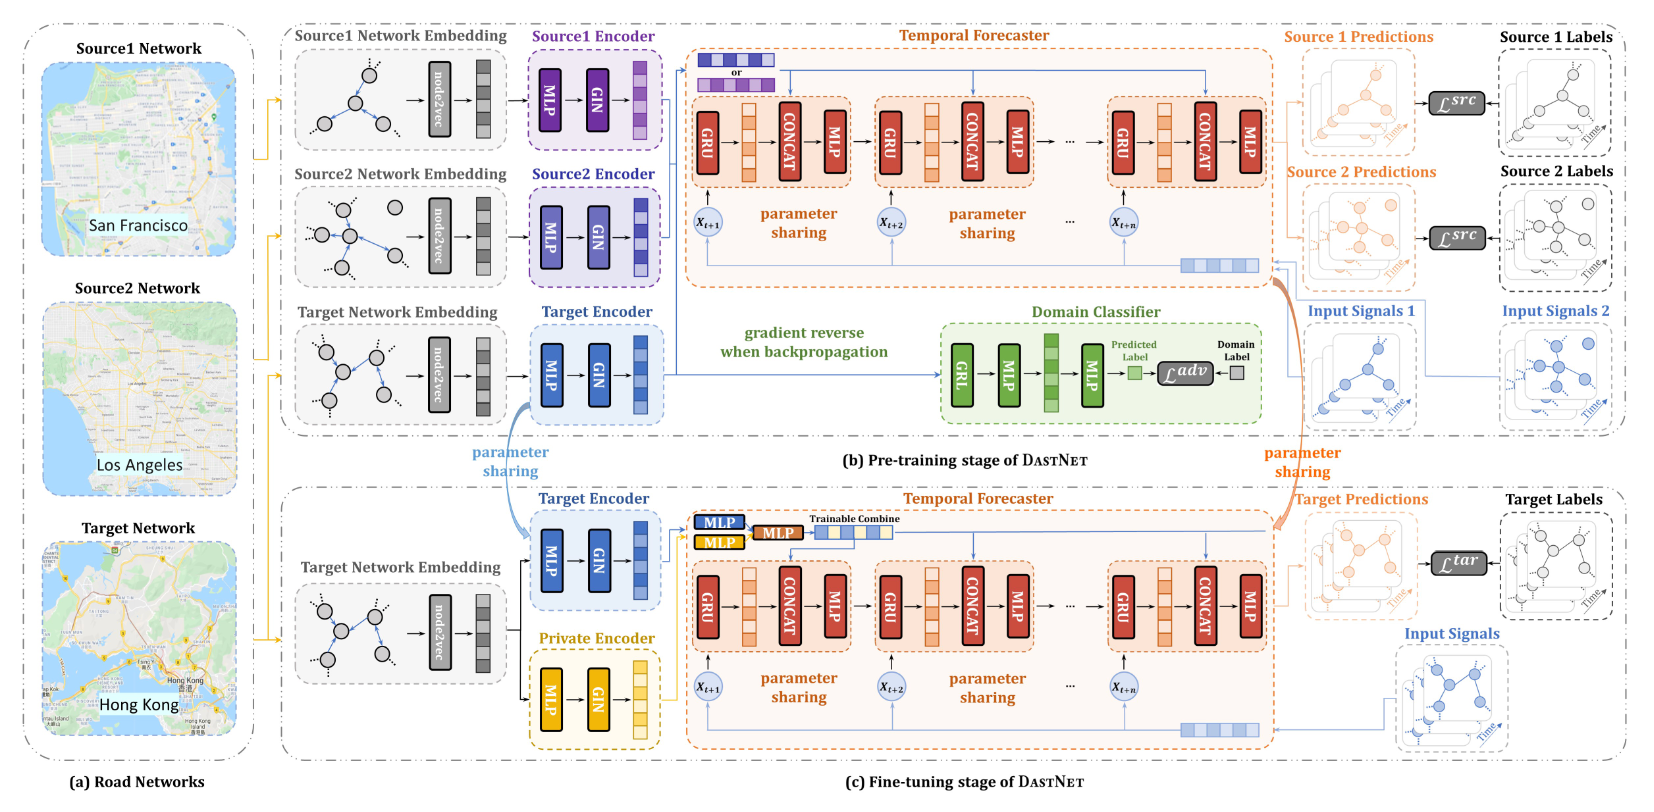 Source1 Network
San Francisco
Source2 Network
Los Angeles
Target Network
Hong Kong
香港
Hong Kong
(a) Road Networks
Source1 Network Embedding
node2vec
Source1 Encoder
MLP
GIN
Source2 Network Embedding
node2vec
Source2 Encoder
MLP
GIN
Target Network Embedding
node2vec
Target Encoder
MLP
GIN
Temporal Forecaster
or
GRU
CONCAT
MLP
GRU
CONCAT
MLP
...
GRU
CONCAT
MLP
X_{t+1}
parameter
sharing
X_{t+2}
parameter
sharing
...
X_{t+n}
gradient reverse
when backpropagation
Domain Classifier
GRL
MLP
MLP
Predicted
Label
ℒ^{adv}
Domain
Label
Source 1 Predictions
Time
ℒ^{src}
Source 1 Labels
Time
Source 2 Predictions
Time
ℒ^{src}
Source 2 Labels
Time
Input Signals 1
Time
Input Signals 2
Time
parameter
sharing
(b) Pre-training stage of DASTNET
parameter
sharing
Target Network Embedding
node2vec
Target Encoder
MLP
GIN
Private Encoder
MLP
GIN
Temporal Forecaster
MLP
MLP
MLP
Trainable Combine
GRU
CONCAT
MLP
GRU
CONCAT
MLP
...
GRU
CONCAT
MLP
X_{t+1}
parameter
sharing
X_{t+2}
parameter
sharing
...
X_{t+n}
Target Predictions
Time
ℒ^{tar}
Target Labels
Time
Input Signals
Time
(c) Fine-tuning stage of DASTNET